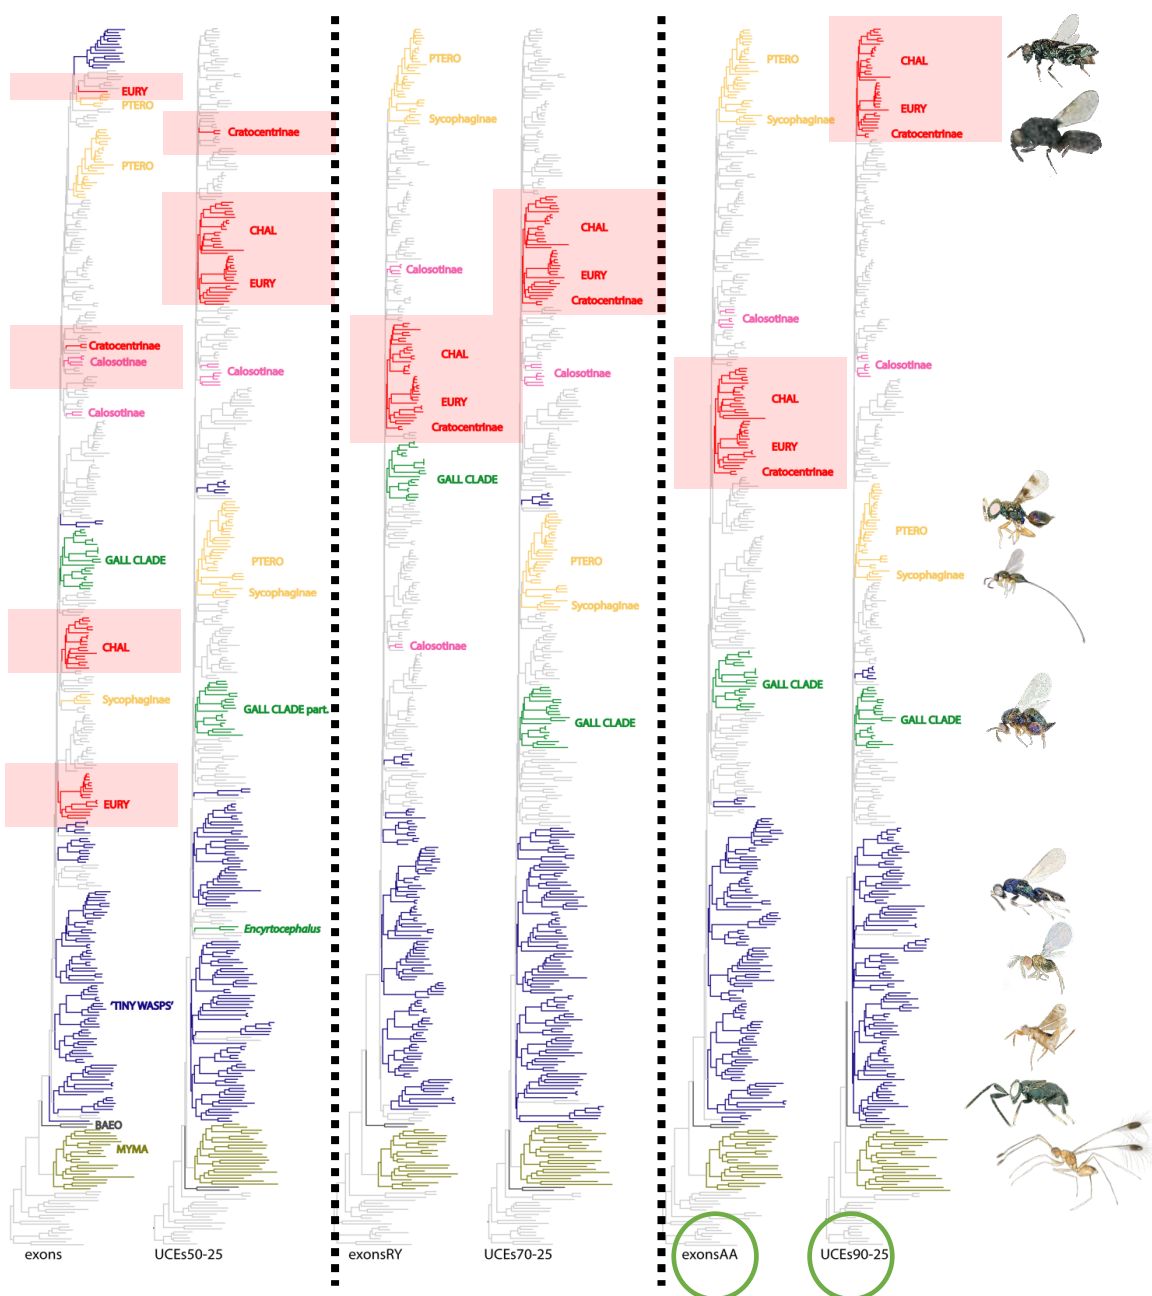 EURY
PTERO
PTERO
Cratocentrinae
Calosotinae
Calosotinae
GALL CLADE
CHAL
Sycophaginae
EURY
'TINY WASPS'
BAEO
MYMA
exons
Cratocentrinae
CHAL
EURY
Calosotinae
PTERO
Sycophaginae
GALL CLADE part.
Encyrtocephalus
UCEs50-25
PTERO
Sycophaginae
Calosotinae
CHAL
EURY
Cratocentrinae
GALL CLADE
Calosotinae
exonsRY
CHAL
EURY
Cratocentrinae
Calosotinae
PTERO
Sycophaginae
GALL CLADE
UCEs70-25
PTERO
Sycophaginae
Calosotinae
CHAL
EURY
Cratocentrinae
GALL CLADE
exonsAA
CHAL
EURY
Cratocentrinae
Calosotinae
PTERO
Sycophaginae
GALL CLADE
UCEs90-25